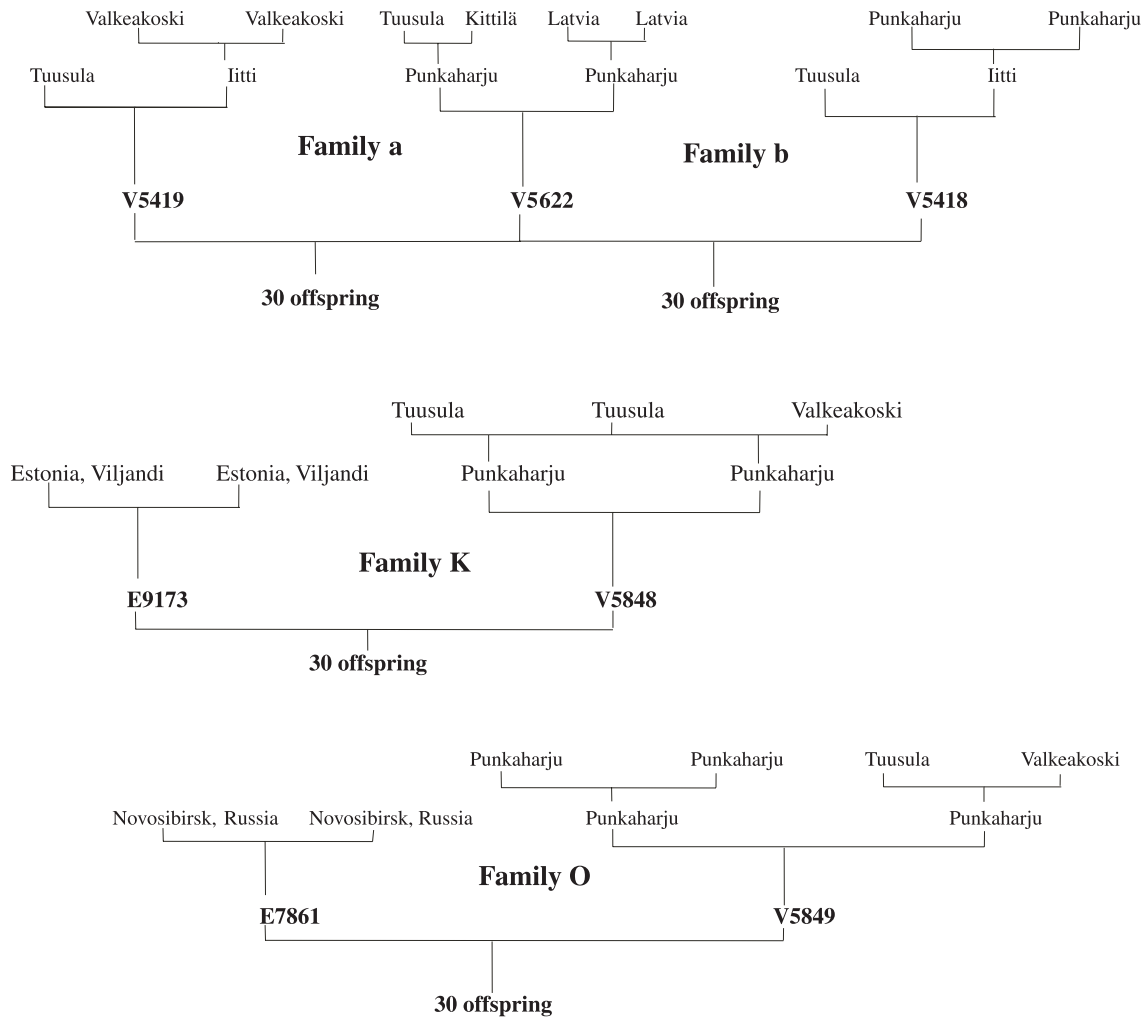 Valkeakoski Valkeakoski Tuusula Kittilä Latvia Latvia Punkaharju Punkaharju
Tuusula Iitti Punkaharju Punkaharju Tuusula Iitti
Family a Family b
V5419 V5622 V5418
30 offspring 30 offspring
Tuusula Tuusula Valkeakoski
Estonia, Viljandi Estonia, Viljandi Punkaharju Punkaharju
Family K
E9173 V5848
30 offspring
Punkaharju Punkaharju Tuusula Valkeakoski
Novosibirsk, Russia Novosibirsk, Russia Punkaharju Punkaharju
Family O
E7861 V5849
30 offspring